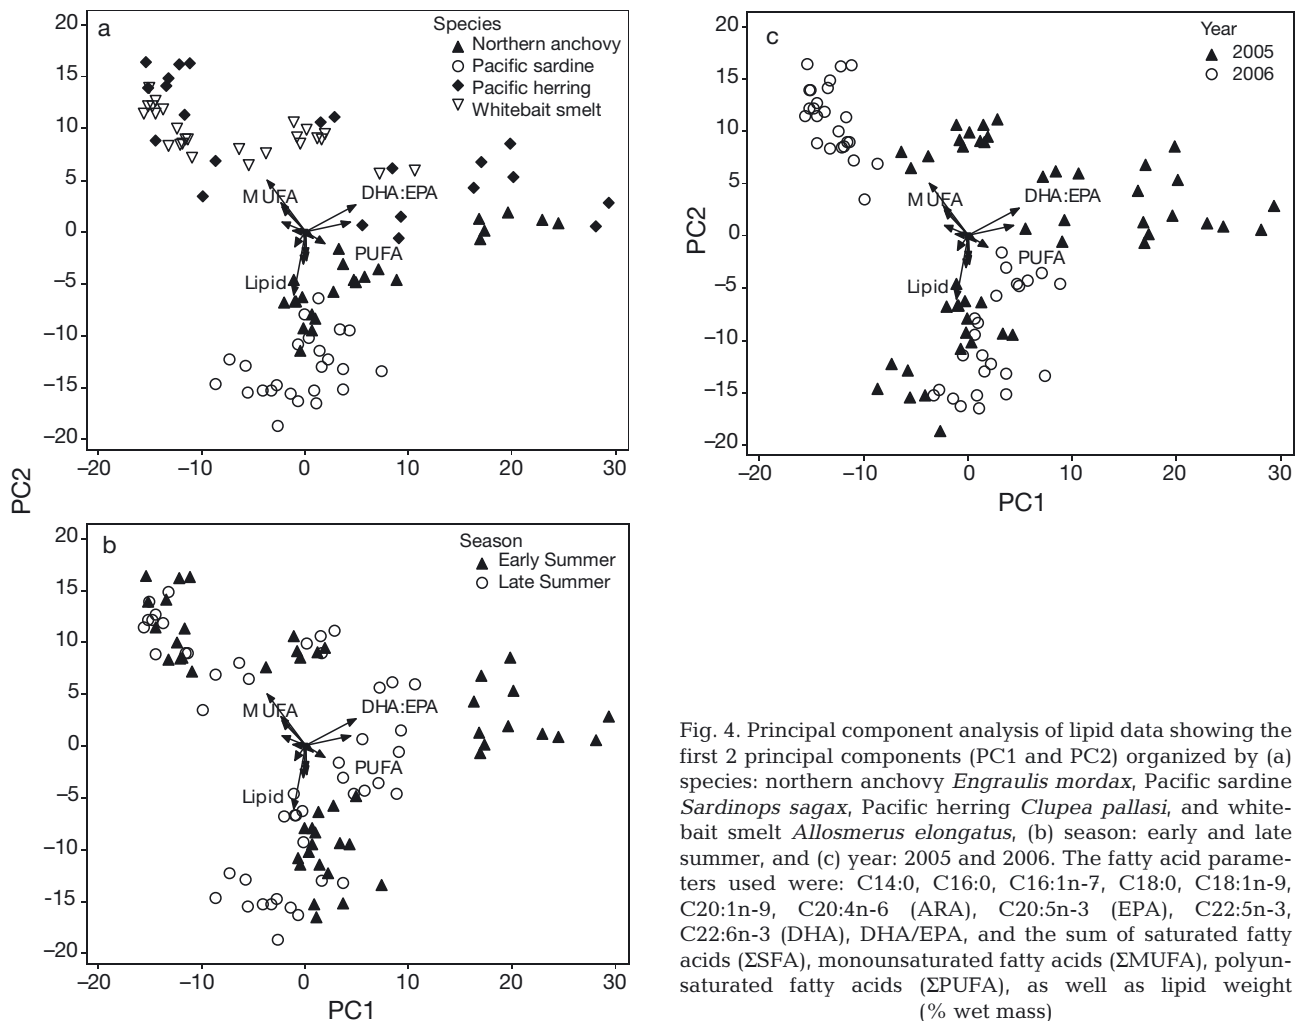 a
Species
Northern anchovy
Pacific sardine
Pacific herring
Whitebait smelt
20
15
10
5
0
–5
–10
–15
–20
MUFA
DHA:EPA
PUFA
Lipid
–20 –10 0 10 20 30
PC2
b
Season
Early Summer
Late Summer
20
15
10
5
0
–5
–10
–15
–20
MUFA
DHA:EPA
PUFA
Lipid
–20 –10 0 10 20 30
PC1
c
Year
2005
2006
20
15
10
5
0
–5
–10
–15
–20
PC2
MUFA
DHA:EPA
PUFA
Lipid
–20 –10 0 10 20 30
PC1
Fig. 4. Principal component analysis of lipid data showing the
first 2 principal components (PC1 and PC2) organized by (a)
species: northern anchovy Engraulis mordax, Pacific sardine
Sardinops sagax, Pacific herring Clupea pallasi, and white-
bait smelt Allosmerus elongatus, (b) season: early and late
summer, and (c) year: 2005 and 2006. The fatty acid parame-
ters used were: C14:0, C16:0, C16:1n-7, C18:0, C18:1n-9,
C20:1n-9, C20:4n-6 (ARA), C20:5n-3 (EPA), C22:5n-3,
C22:6n-3 (DHA), DHA/EPA, and the sum of saturated fatty
acids (ΣSFA), monounsaturated fatty acids (ΣMUFA), polyun-
saturated fatty acids (ΣPUFA), as well as lipid weight
(% wet mass)